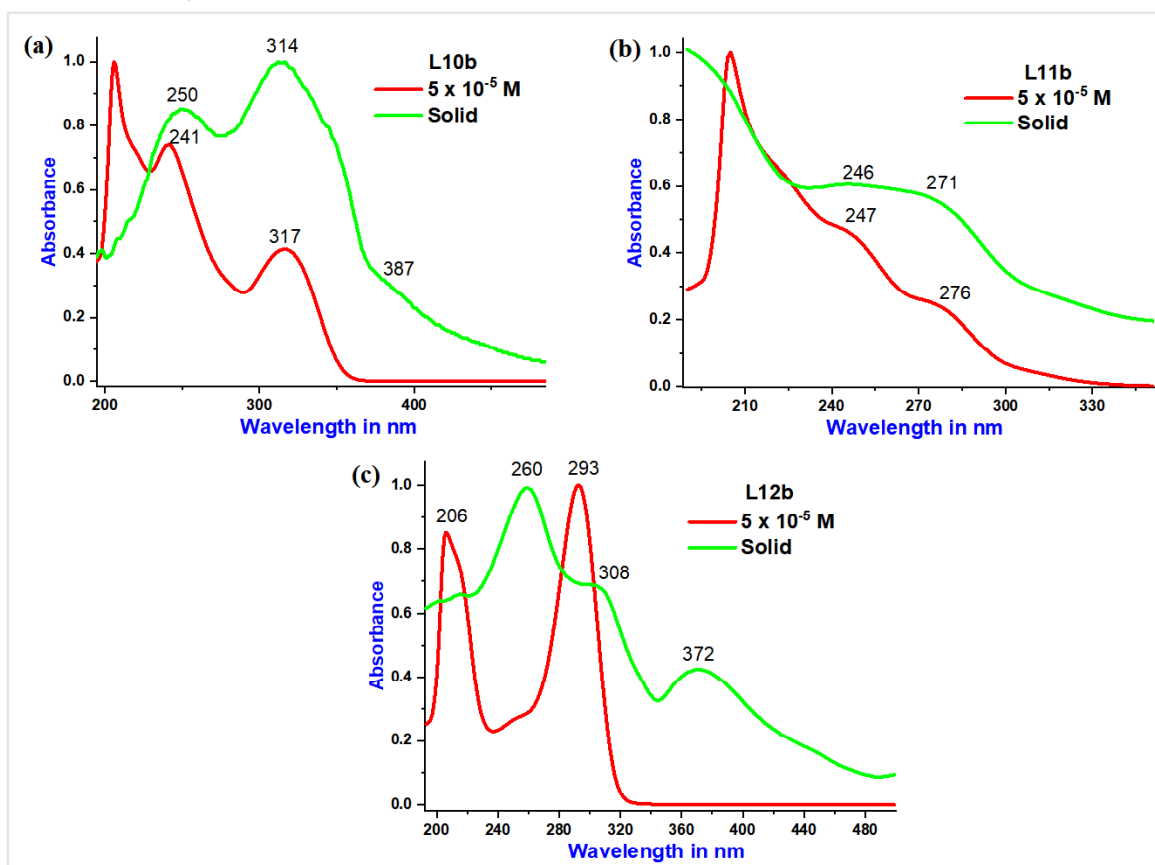 (a)
L10b
5 x 10⁻⁵ M
Solid
314
250
241
317
387
Absorbance
1.0
0.8
0.6
0.4
0.2
0.0
200 300 400
Wavelength in nm
(b)
L11b
5 x 10⁻⁵ M
Solid
246
271
247
276
Absorbance
1.0
0.8
0.6
0.4
0.2
0.0
210 240 270 300 330
Wavelength in nm
(c)
L12b
5 x 10⁻⁵ M
Solid
260
293
206
308
372
Absorbance
1.0
0.8
0.6
0.4
0.2
0.0
200 240 280 320 360 400 440 480
Wavelength in nm